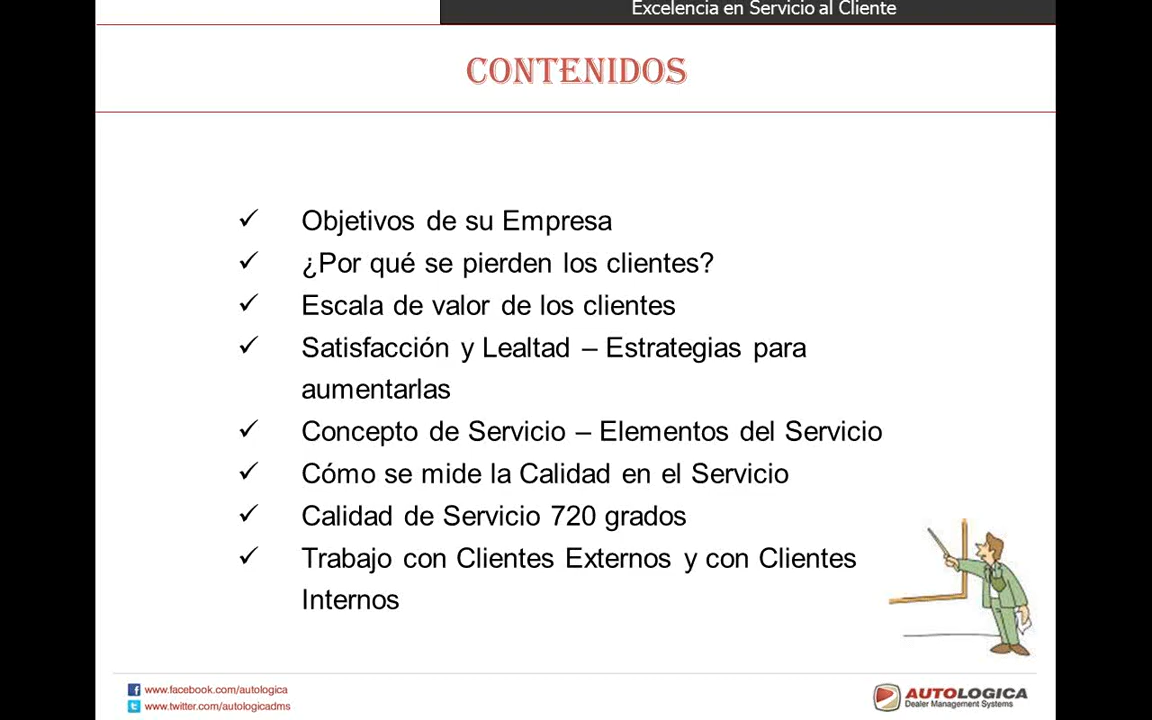 Excelencia en Servicio al Cliente
CONTENIDOS
✓ Objetivos de su Empresa
✓ ¿Por qué se pierden los clientes?
✓ Escala de valor de los clientes
✓ Satisfacción y Lealtad – Estrategias para
aumentarlas
✓ Concepto de Servicio – Elementos del Servicio
✓ Cómo se mide la Calidad en el Servicio
✓ Calidad de Servicio 720 grados
✓ Trabajo con Clientes Externos y con Clientes
Internos
www.facebook.com/autologica
www.twitter.com/autologicadms
AUTOLOGICA
Dealer Management Systems